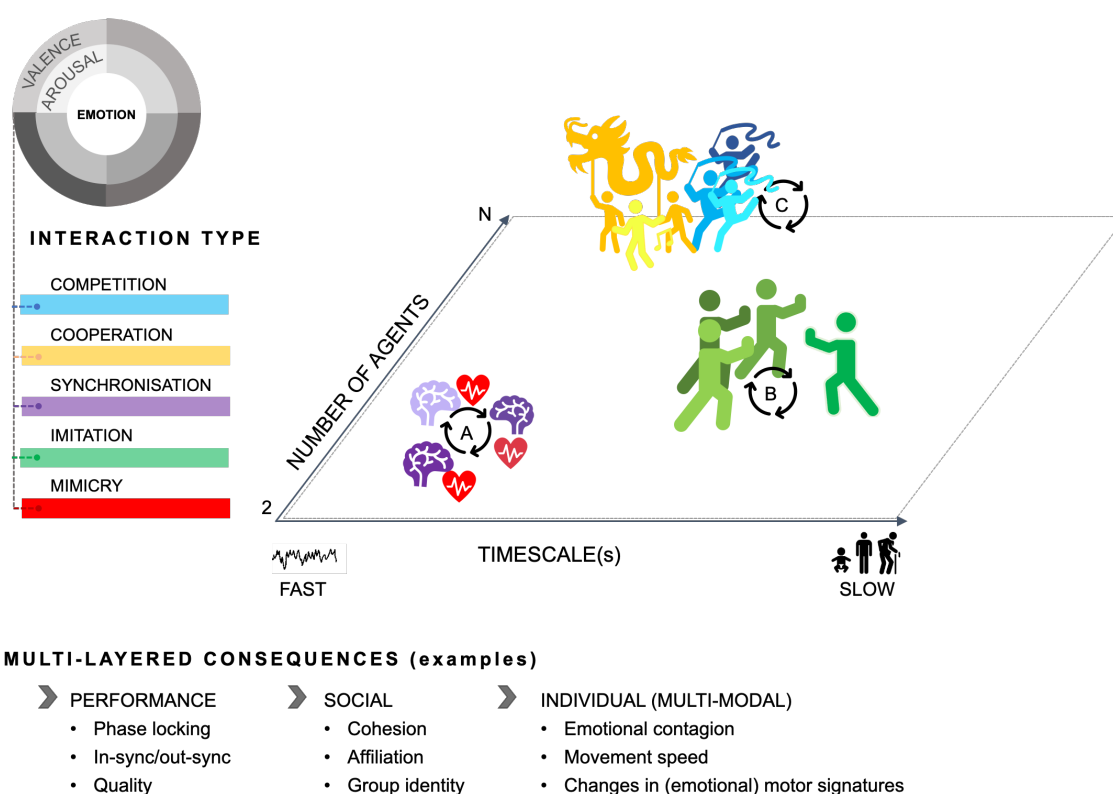 VALENCE
AROUSAL
EMOTION
INTERACTION TYPE
COMPETITION
COOPERATION
SYNCHRONISATION
IMITATION
MIMICRY
N
NUMBER OF AGENTS
2
A
B
C
TIMESCALE(s)
FAST
SLOW
MULTI-LAYERED CONSEQUENCES (examples)
PERFORMANCE
• Phase locking
• In-sync/out-sync
• Quality
SOCIAL
• Cohesion
• Affiliation
• Group identity
INDIVIDUAL (MULTI-MODAL)
• Emotional contagion
• Movement speed
• Changes in (emotional) motor signatures